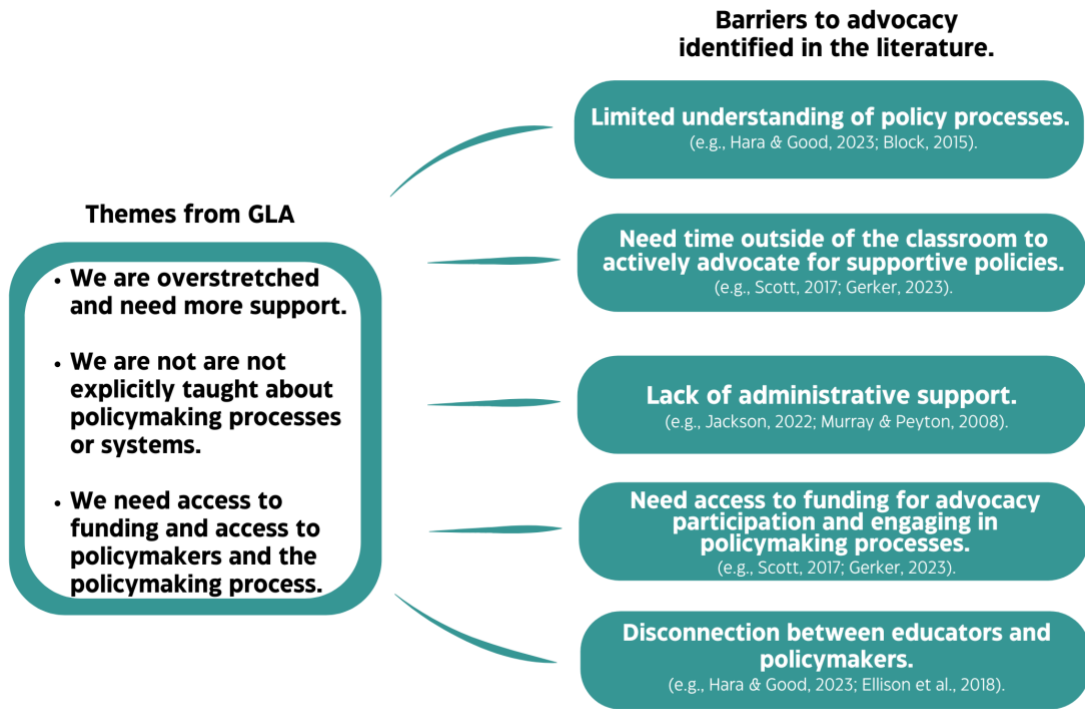 Barriers to advocacy
identified in the literature.
Limited understanding of policy processes.
(e.g., Hara & Good, 2023; Block, 2015).
Need time outside of the classroom to
actively advocate for supportive policies.
(e.g., Scott, 2017; Gerker, 2023).
Lack of administrative support.
(e.g., Jackson, 2022; Murray & Peyton, 2008).
Need access to funding for advocacy
participation and engaging in
policymaking processes.
(e.g., Scott, 2017; Gerker, 2023).
Disconnection between educators and
policymakers.
(e.g., Hara & Good, 2023; Ellison et al., 2018).
Themes from GLA
• We are overstretched
and need more support.
• We are not are not
explicitly taught about
policymaking processes
or systems.
• We need access to
funding and access to
policymakers and the
policymaking process.